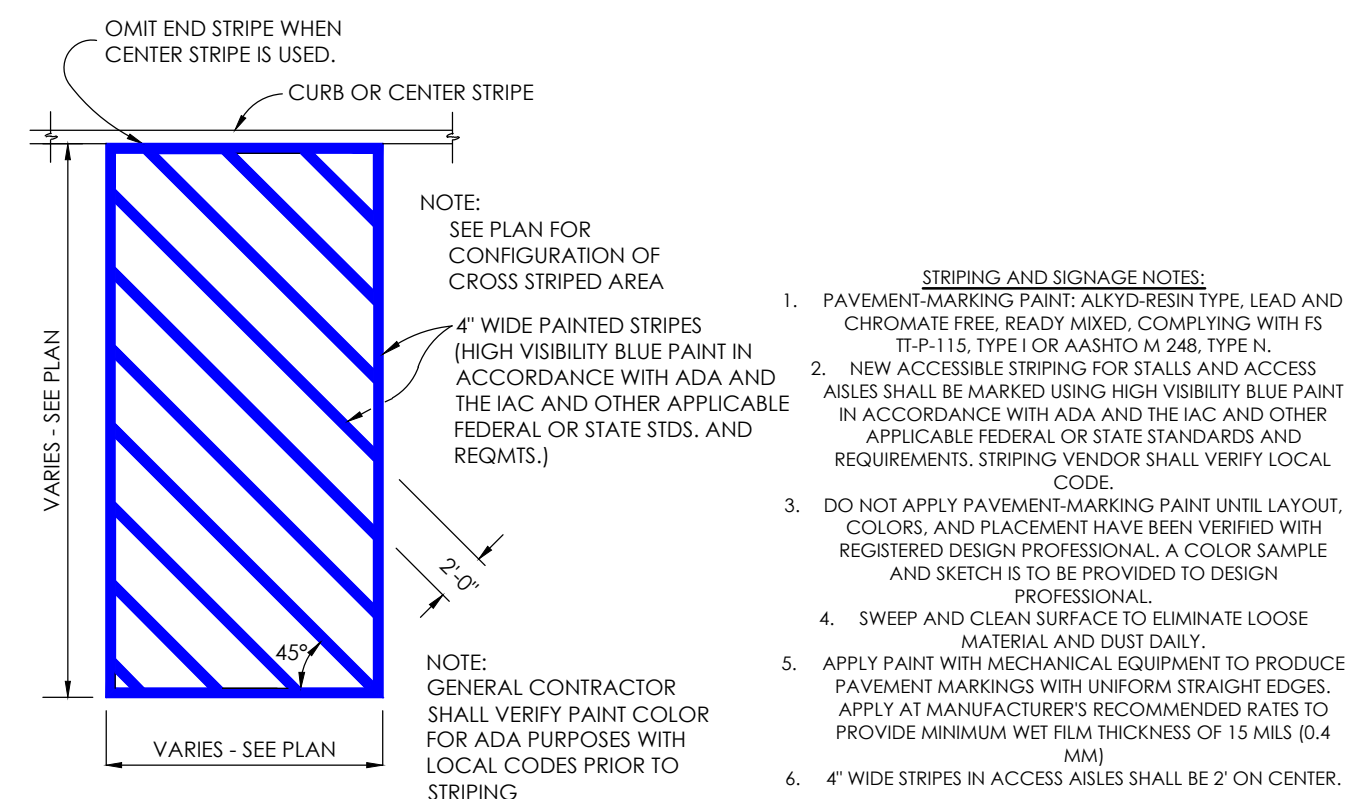 OMIT END STRIPE WHEN
CENTER STRIPE IS USED.
CURB OR CENTER STRIPE
NOTE:
SEE PLAN FOR
CONFIGURATION OF
CROSS STRIPED AREA
4" WIDE PAINTED STRIPES
(HIGH VISIBILITY BLUE PAINT IN
ACCORDANCE WITH ADA AND
THE IAC AND OTHER APPLICABLE
FEDERAL OR STATE STDS. AND
REQMTS.)
VARIES - SEE PLAN
2'-0"
45°
VARIES - SEE PLAN
NOTE:
GENERAL CONTRACTOR
SHALL VERIFY PAINT COLOR
FOR ADA PURPOSES WITH
LOCAL CODES PRIOR TO
STRIPING
STRIPING AND SIGNAGE NOTES:
1. PAVEMENT-MARKING PAINT: ALKYD-RESIN TYPE, LEAD AND
CHROMATE FREE, READY MIXED, COMPLYING WITH FS
TT-P-115, TYPE I OR AASHTO M 248, TYPE N.
2. NEW ACCESSIBLE STRIPING FOR STALLS AND ACCESS
AISLES SHALL BE MARKED USING HIGH VISIBILITY BLUE PAINT
IN ACCORDANCE WITH ADA AND THE IAC AND OTHER
APPLICABLE FEDERAL OR STATE STANDARDS AND
REQUIREMENTS. STRIPING VENDOR SHALL VERIFY LOCAL
CODE.
3. DO NOT APPLY PAVEMENT-MARKING PAINT UNTIL LAYOUT,
COLORS, AND PLACEMENT HAVE BEEN VERIFIED WITH
REGISTERED DESIGN PROFESSIONAL. A COLOR SAMPLE
AND SKETCH IS TO BE PROVIDED TO DESIGN
PROFESSIONAL.
4. SWEEP AND CLEAN SURFACE TO ELIMINATE LOOSE
MATERIAL AND DUST DAILY.
5. APPLY PAINT WITH MECHANICAL EQUIPMENT TO PRODUCE
PAVEMENT MARKINGS WITH UNIFORM STRAIGHT EDGES.
APPLY AT MANUFACTURER'S RECOMMENDED RATES TO
PROVIDE MINIMUM WET FILM THICKNESS OF 15 MILS (0.4
MM)
6. 4" WIDE STRIPES IN ACCESS AISLES SHALL BE 2' ON CENTER.